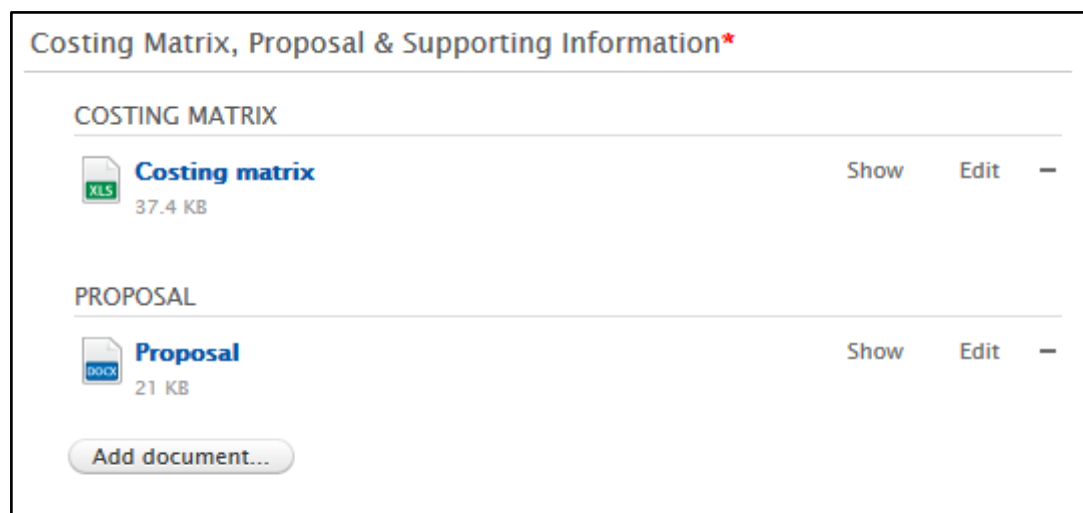 Costing Matrix, Proposal & Supporting Information*
COSTING MATRIX
XLS Costing matrix Show Edit –
37.4 KB
PROPOSAL
DOCX Proposal Show Edit –
21 KB
Add document...